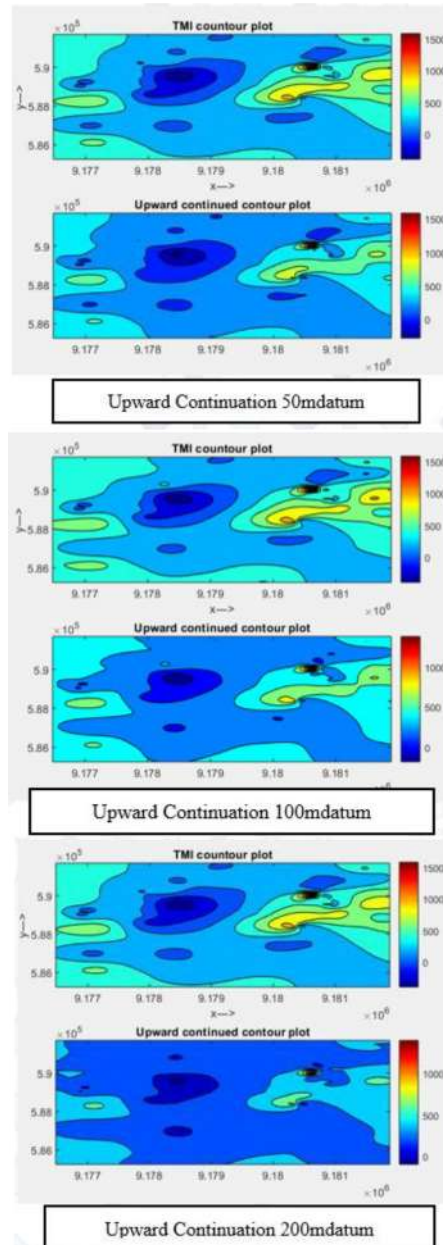 TMI countour plot
×10⁵
1500
1000
500
0
5.9
5.88
5.86
y--->
9.177 9.178 9.179 9.18 9.181
x---> ×10⁶
Upward continued contour plot
×10⁵
1500
1000
500
0
5.9
5.88
5.86
9.177 9.178 9.179 9.18 9.181
×10⁶
Upward Continuation 50mdatum
TMI countour plot
×10⁵
1500
1000
500
0
5.9
5.88
5.86
y--->
9.177 9.178 9.179 9.18 9.181
x---> ×10⁶
Upward continued contour plot
×10⁵
1000
500
0
5.9
5.88
5.86
9.177 9.178 9.179 9.18 9.181
×10⁶
Upward Continuation 100mdatum
TMI countour plot
×10⁵
1500
1000
500
0
5.9
5.88
5.86
y--->
9.177 9.178 9.179 9.18 9.181
x---> ×10⁶
Upward continued contour plot
×10⁵
1000
500
0
5.9
5.88
5.86
9.177 9.178 9.179 9.18 9.181
×10⁶
Upward Continuation 200mdatum